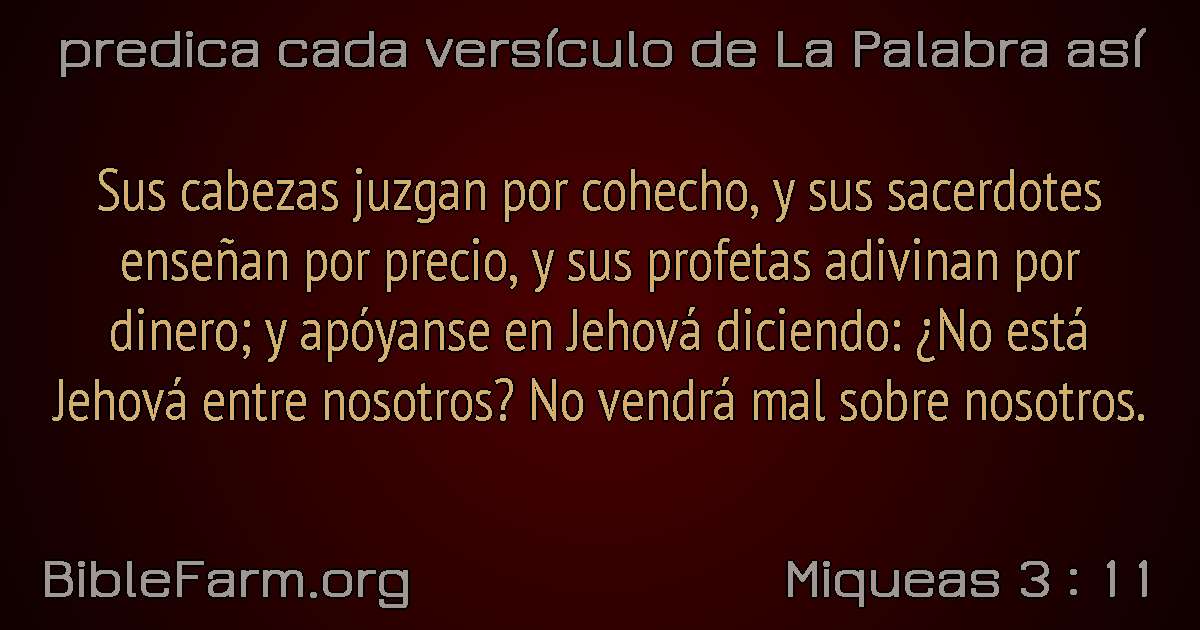 predica cada versículo de La Palabra así
Sus cabezas juzgan por cohecho, y sus sacerdotes
enseñan por precio, y sus profetas adivinan por
dinero; y apóyanse en Jehová diciendo: ¿No está
Jehová entre nosotros? No vendrá mal sobre nosotros.
BibleFarm.org
Miqueas 3 : 11